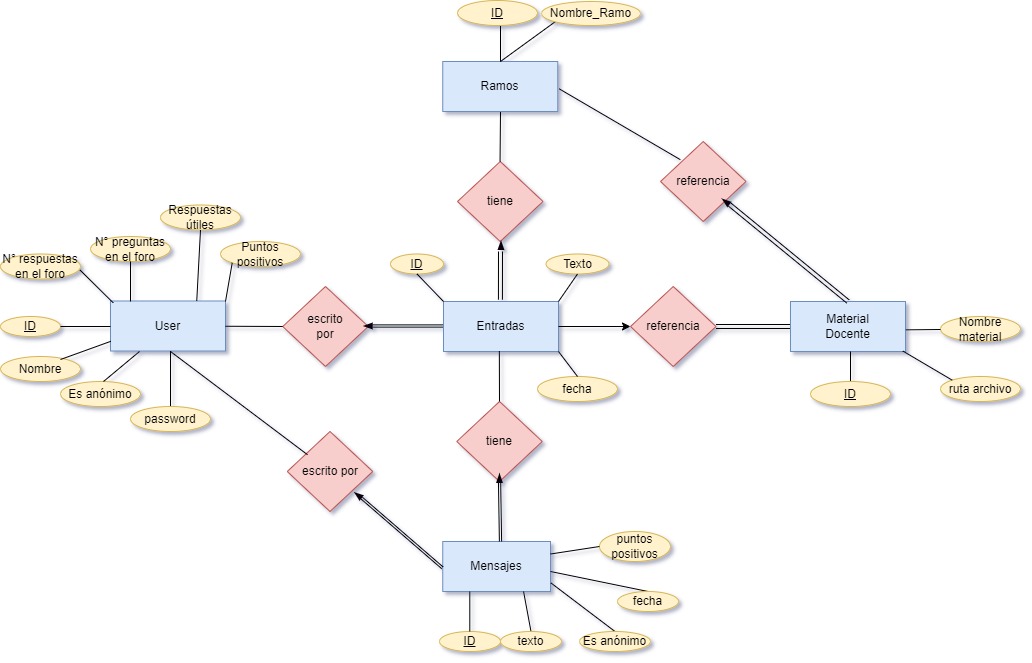 ID
Nombre_Ramo
Ramos
referencia
tiene
Respuestas
útiles
N° preguntas
en el foro
Puntos
positivos
N° respuestas
en el foro
ID
Texto
User
escrito
por
Entradas
referencia
Material
Docente
Nombre
material
ID
Nombre
Es anónimo
password
fecha
ID
ruta archivo
tiene
escrito por
Mensajes
puntos
positivos
fecha
ID
texto
Es anónimo